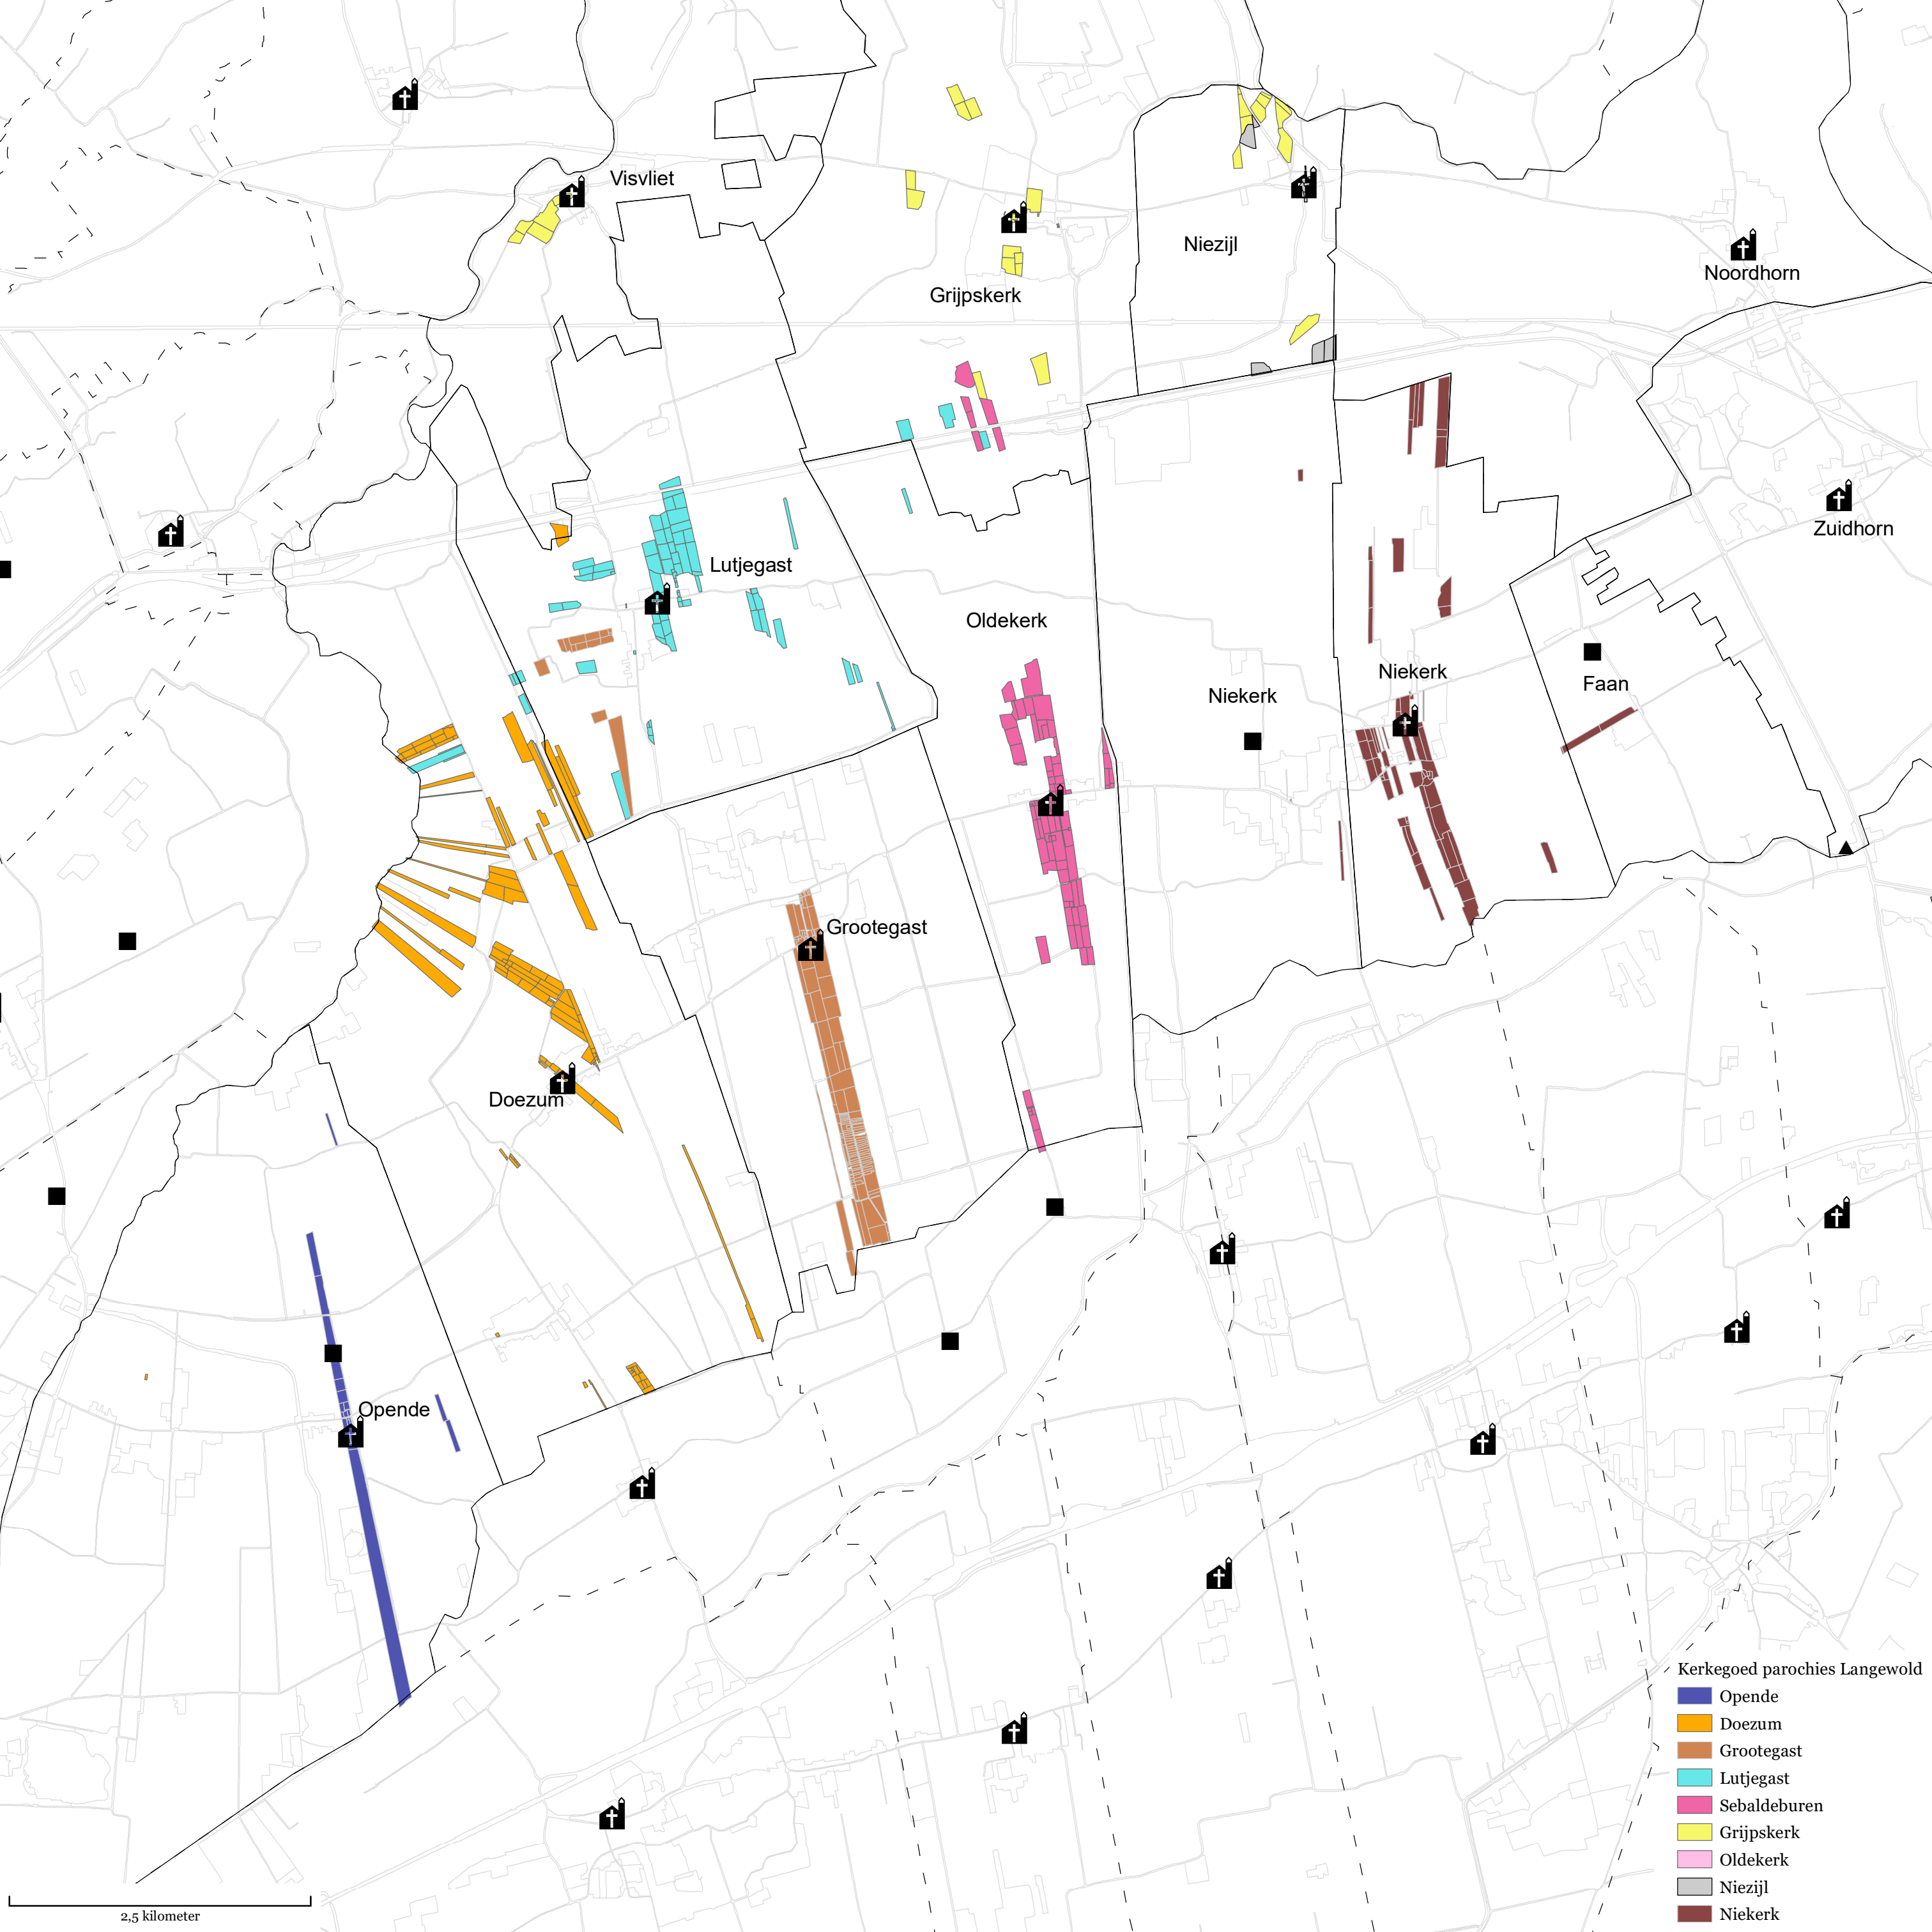 Visvliet
Niezijl
Noordhorn
Grijpskerk
Zuidhorn
Lutjegast
Oldekerk
Niekerk
Faan
Niekerk
Grootegast
Doezum
Opende
Kerkegoed parochies Langewold
Opende
Doezum
Grootegast
Lutjegast
Sebaldeburen
Grijpskerk
Oldekerk
Niezijl
Niekerk
2,5 kilometer